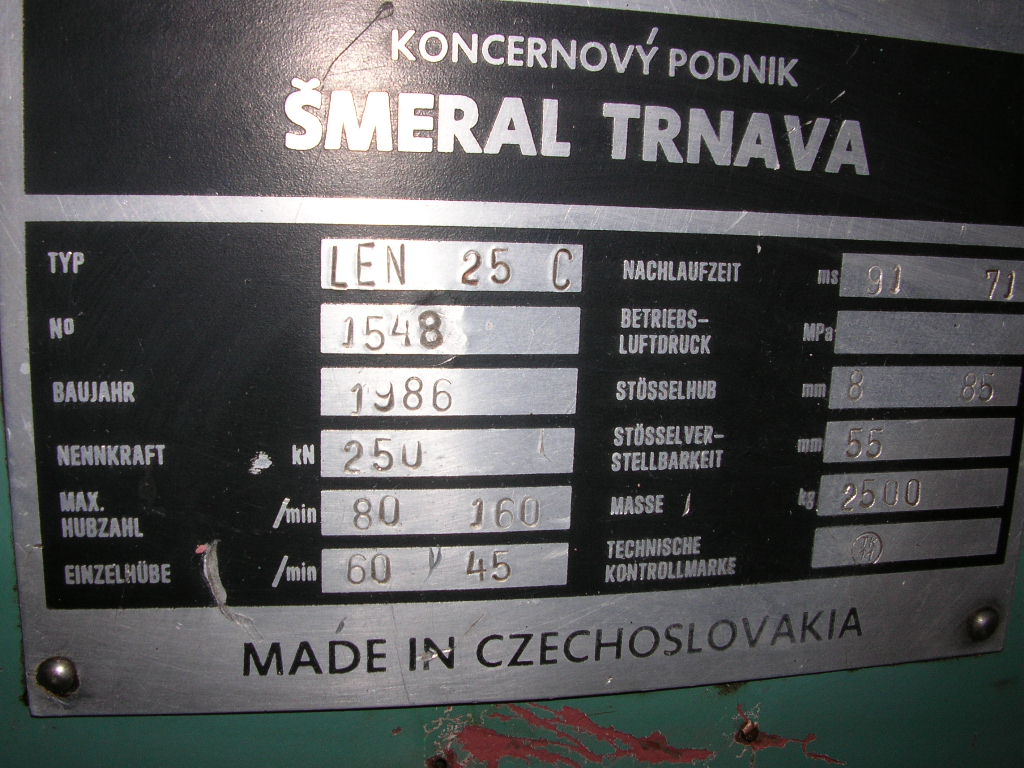 KONCERNOVÝ PODNIK
ŠMERAL TRNAVA
TYP LEN 25 C
Nº 1548
BAUJAHR 1986
NENNKRAFT kN 250
MAX. HUBZAHL /min 80 160
EINZELHÜBE /min 60 45
NACHLAUFZEIT ms 91 71
BETRIEBS-
LUFTDRUCK MPa
STÖSSELHUB mm 8 85
STÖSSELVER-
STELLBARKEIT mm 55
MASSE kg 2500
TECHNISCHE
KONTROLLMARKE
MADE IN CZECHOSLOVAKIA